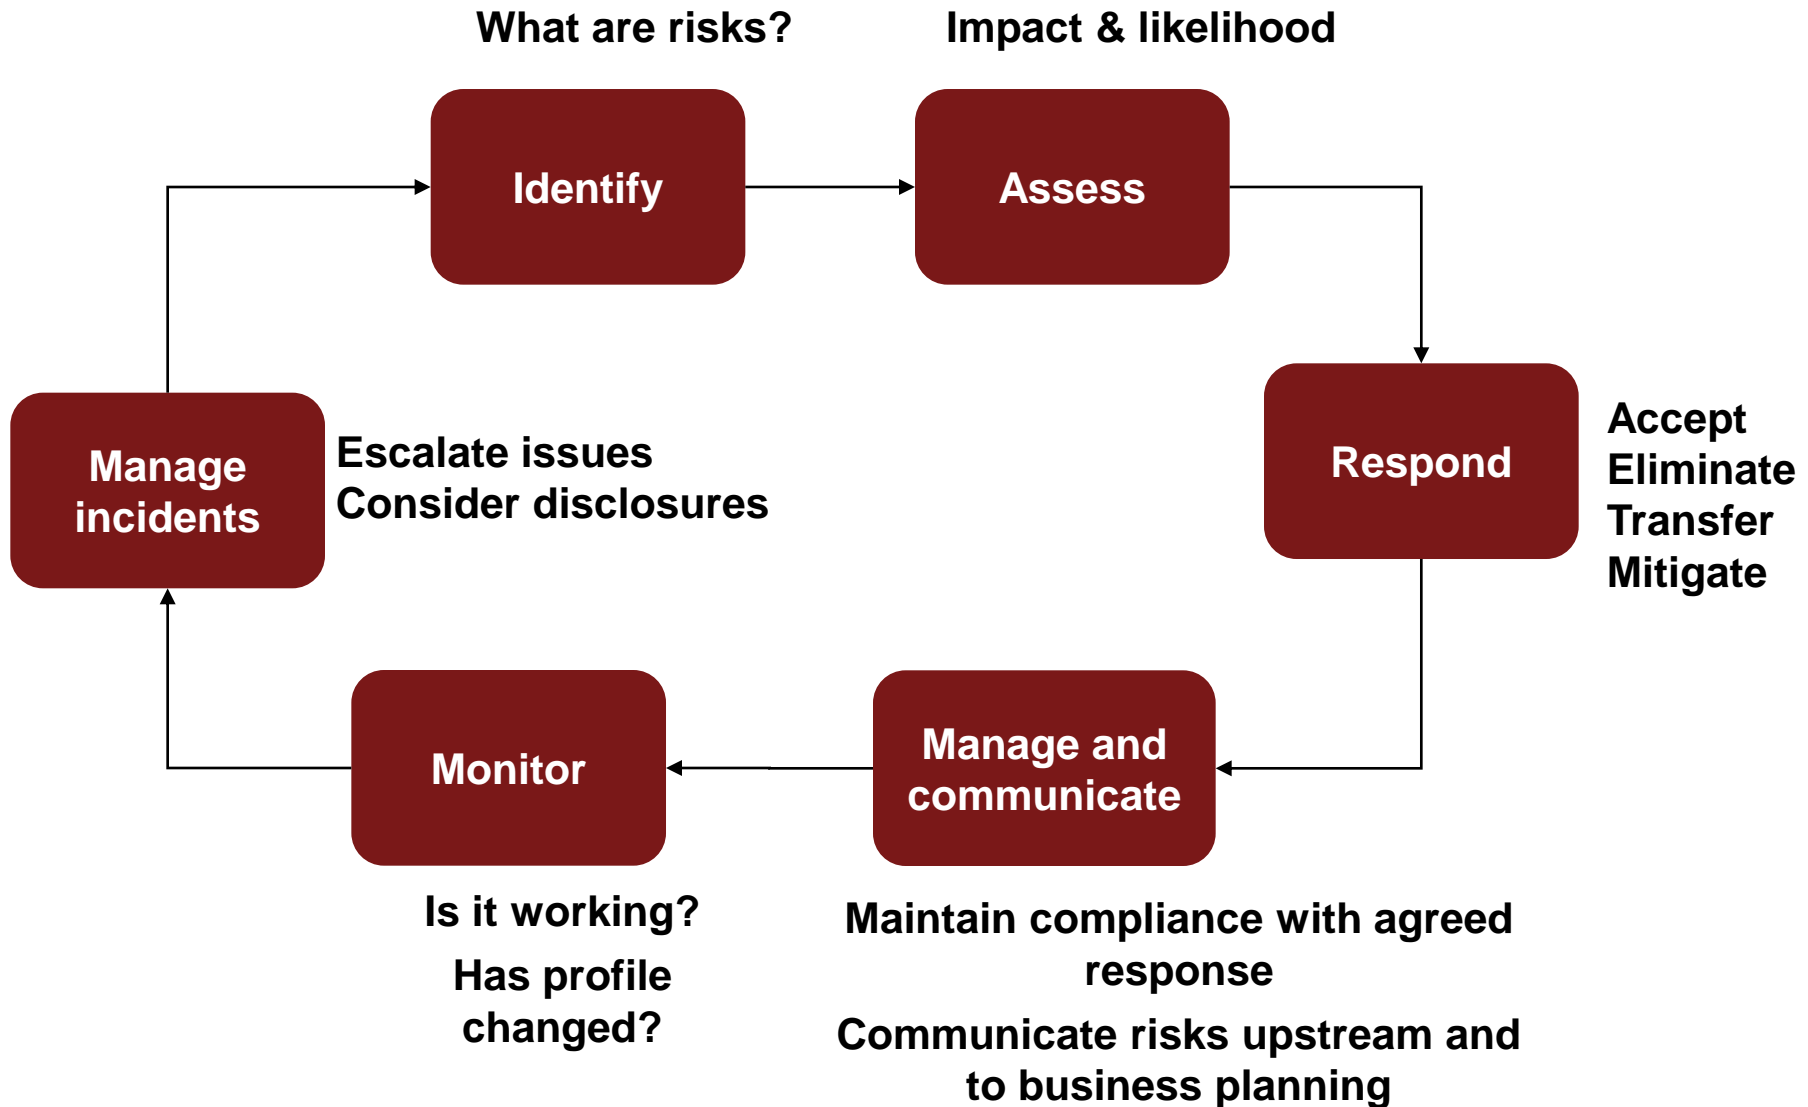 What are risks?
Impact & likelihood
Identify
Assess
Manage
incidents
Escalate issues
Consider disclosures
Respond
Accept
Eliminate
Transfer
Mitigate
Monitor
Manage and
communicate
Is it working?
Has profile
changed?
Maintain compliance with agreed
response
Communicate risks upstream and
to business planning